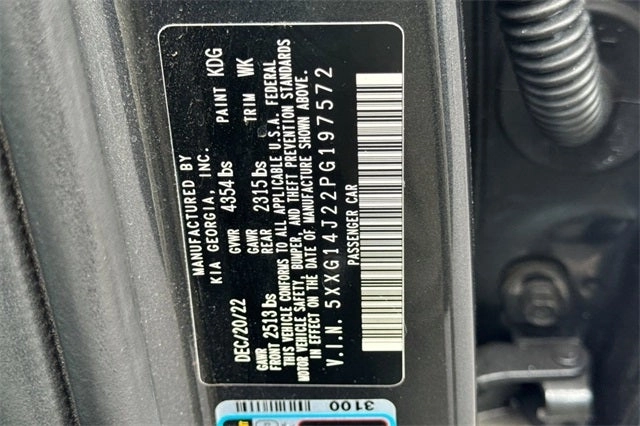 MANUFACTURED BY
KIA GEORGIA, INC.
DEC/20/22 GVWR 4354 lbs PAINT KDG
GAWR FRONT 2513 lbs GAWR REAR 2315 lbs TRIM WK
THIS VEHICLE CONFORMS TO ALL APPLICABLE U.S.A. FEDERAL
MOTOR VEHICLE SAFETY, BUMPER, AND THEFT PREVENTION STANDARDS
IN EFFECT ON THE DATE OF MANUFACTURE SHOWN ABOVE.
V.I.N. 5XXG14J22PG197572
PASSENGER CAR
3100